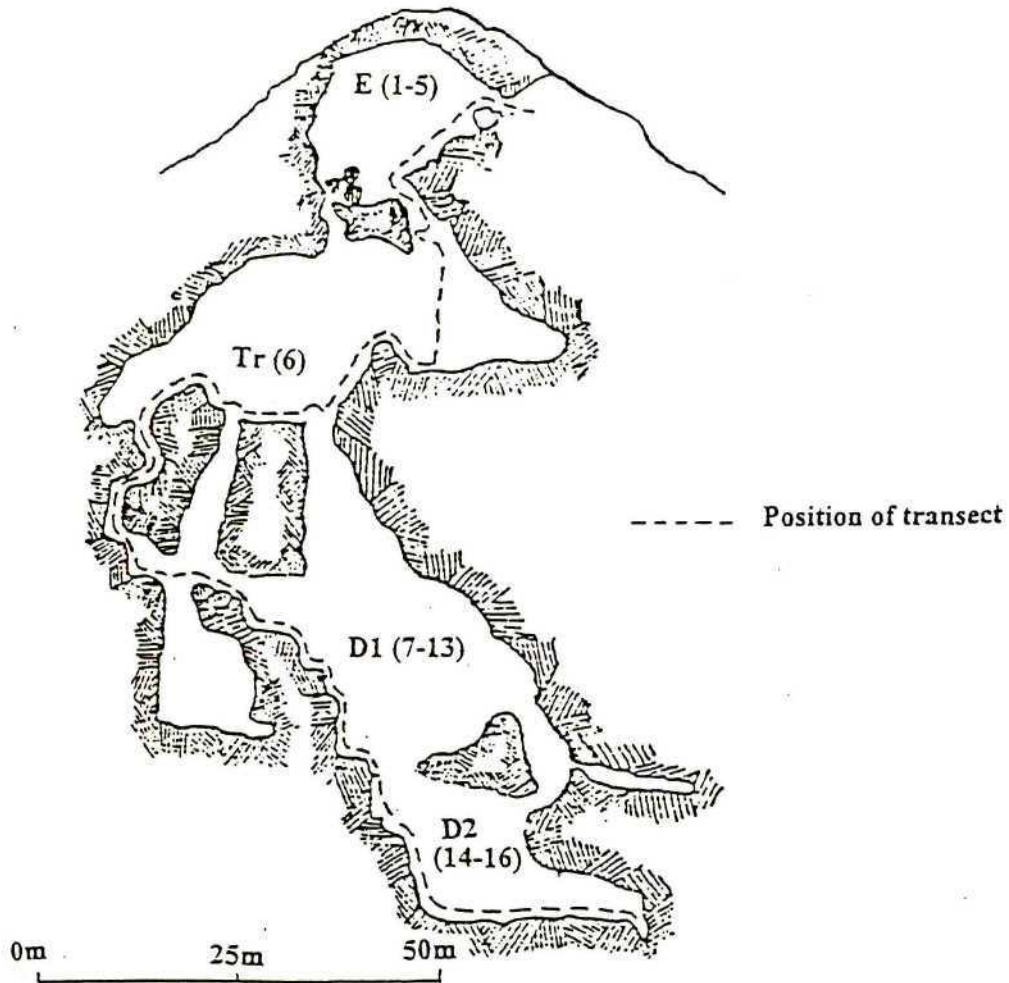 E (1-5)
Tr (6)
Position of transect
D1 (7-13)
D2
(14-16)
0m 25m 50m